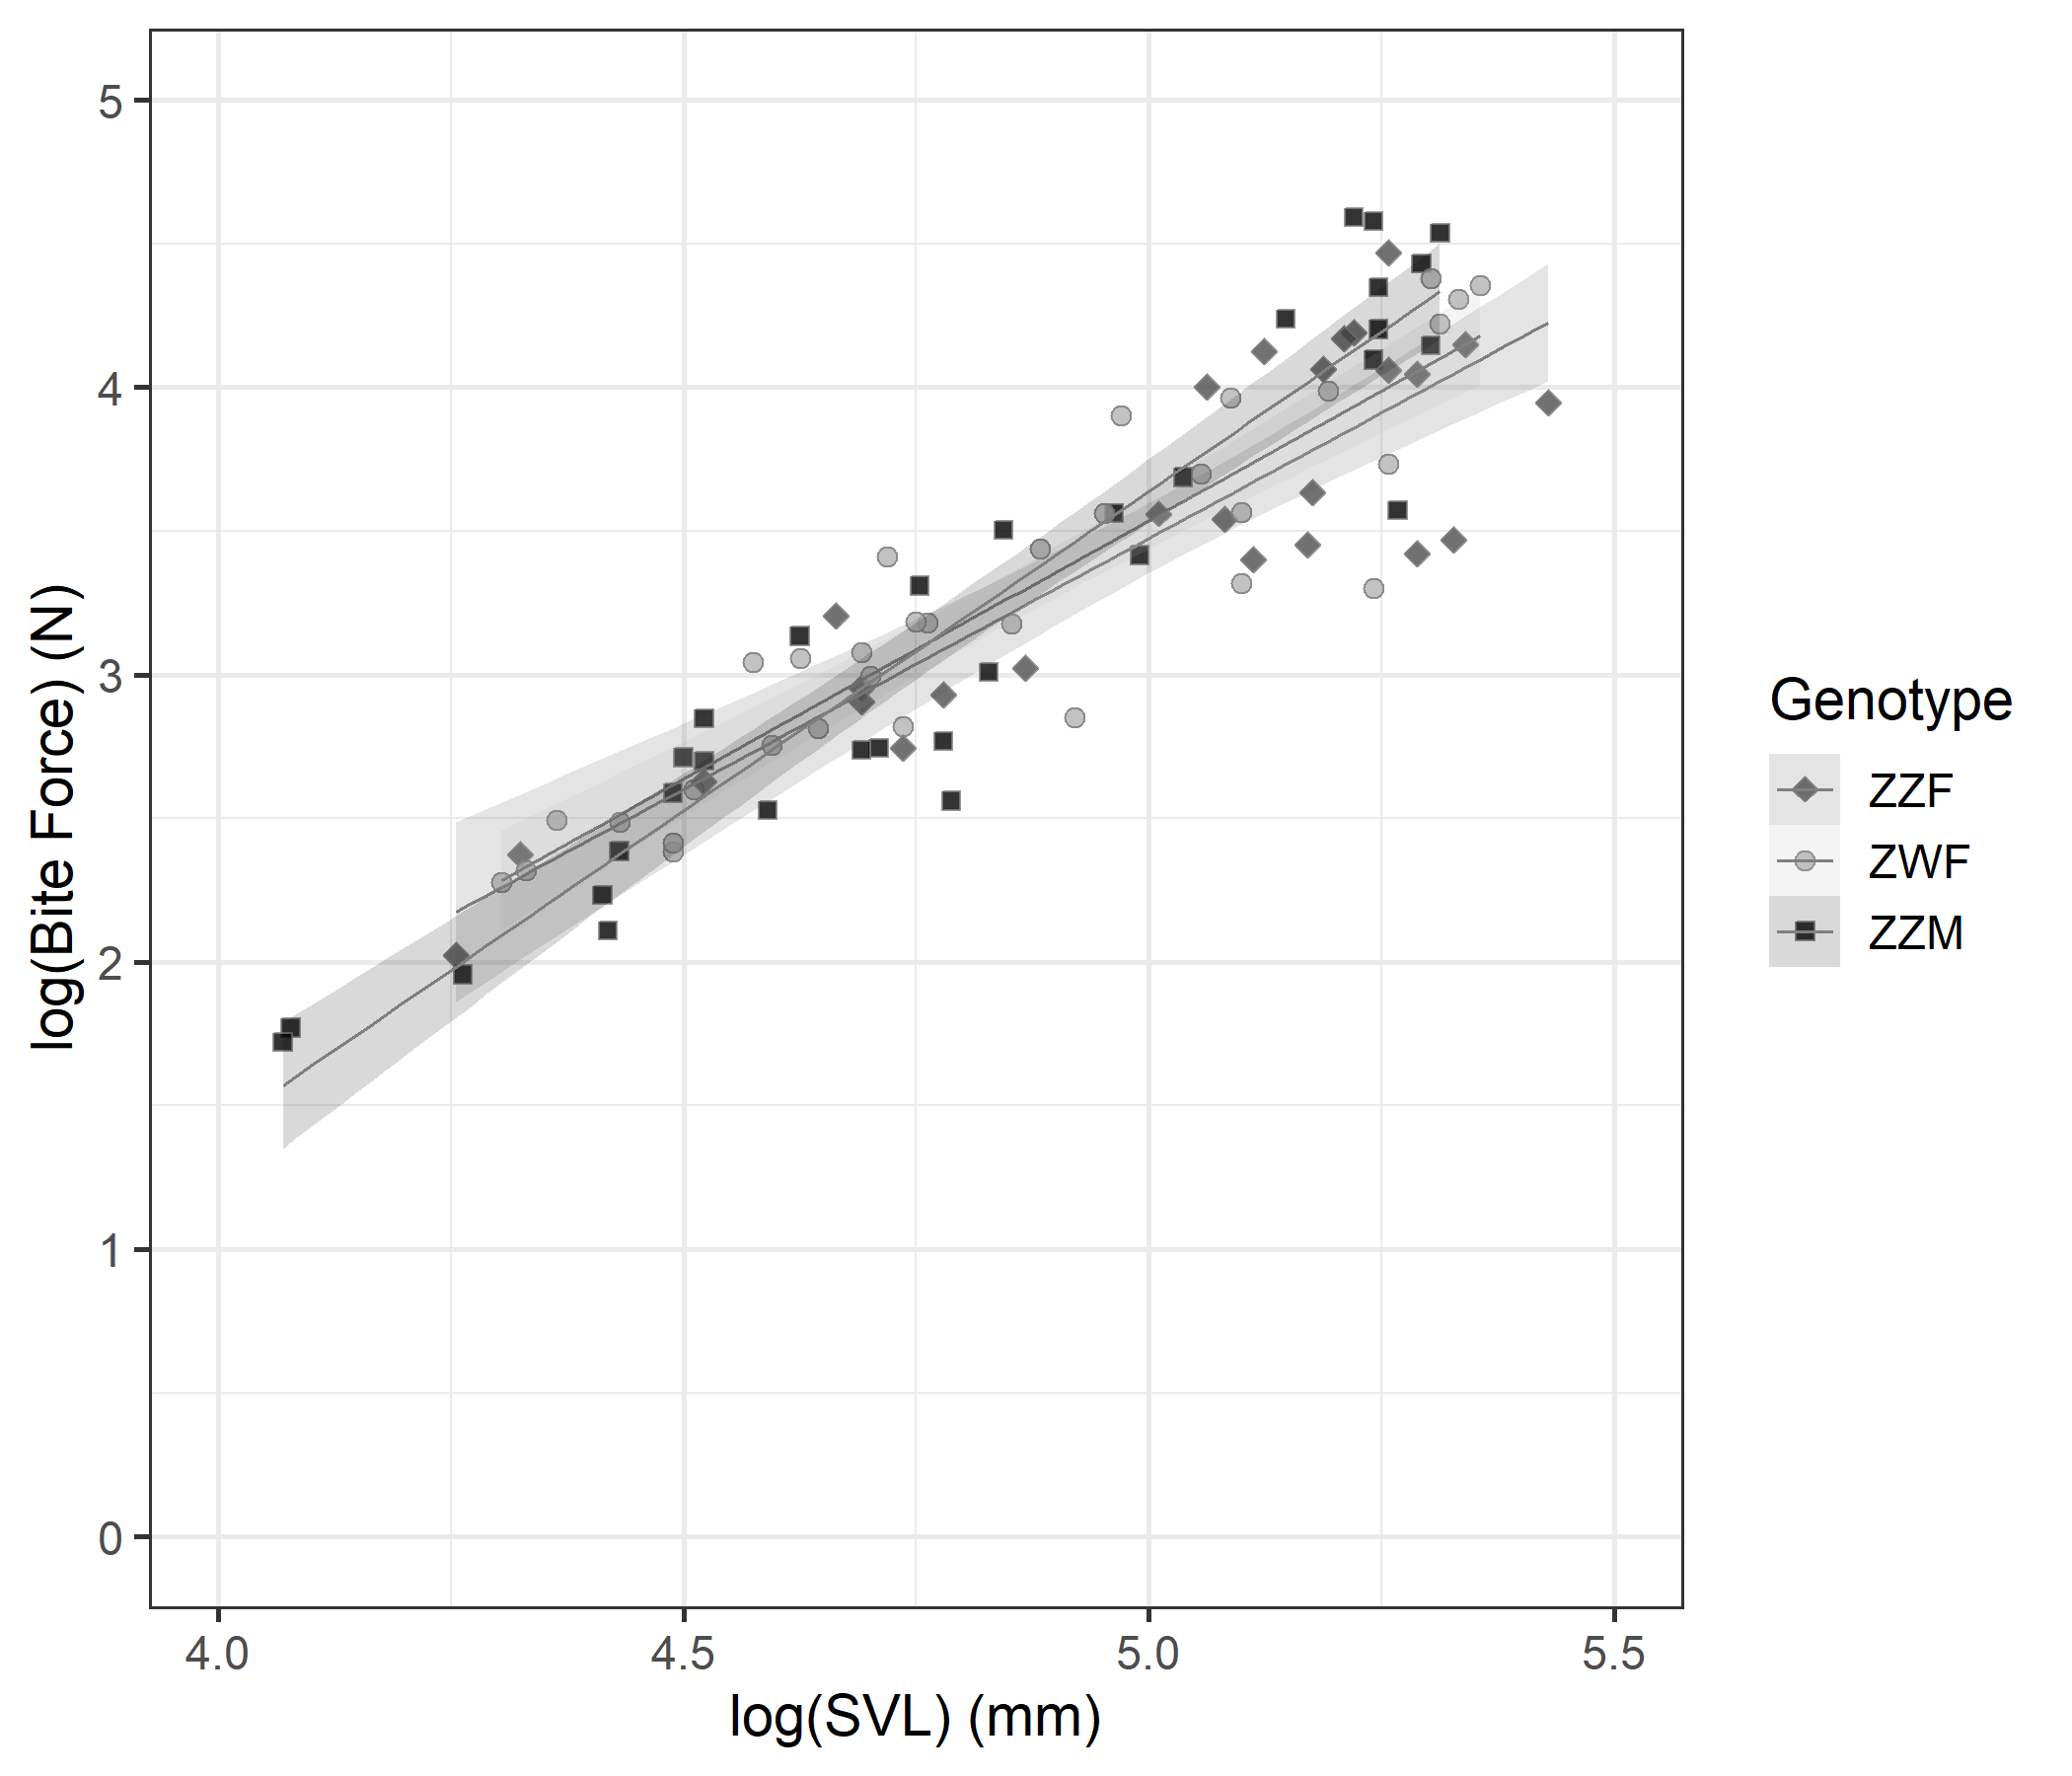 5
4
3
2
1
0
log(Bite Force) (N)
4.0 4.5 5.0 5.5
log(SVL) (mm)
Genotype
ZZF
ZWF
ZZM